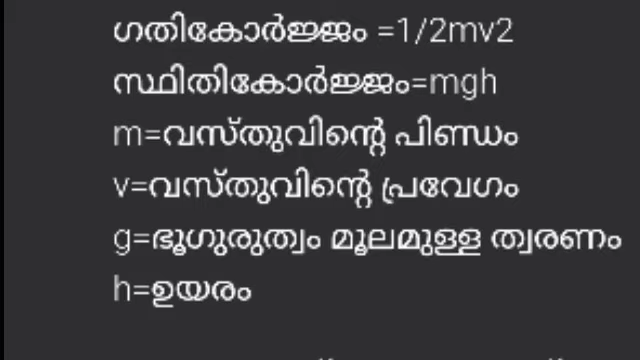 ഗതികോർജ്ജം =1/2mv2
സ്ഥിതികോർജ്ജം=mgh
m=വസ്തുവിന്റെ പിണ്ഡം
v=വസ്തുവിന്റെ പ്രവേഗം
g=ഭൂഗുരുത്വം മൂലമുള്ള ത്വരണം
h=ഉയരം